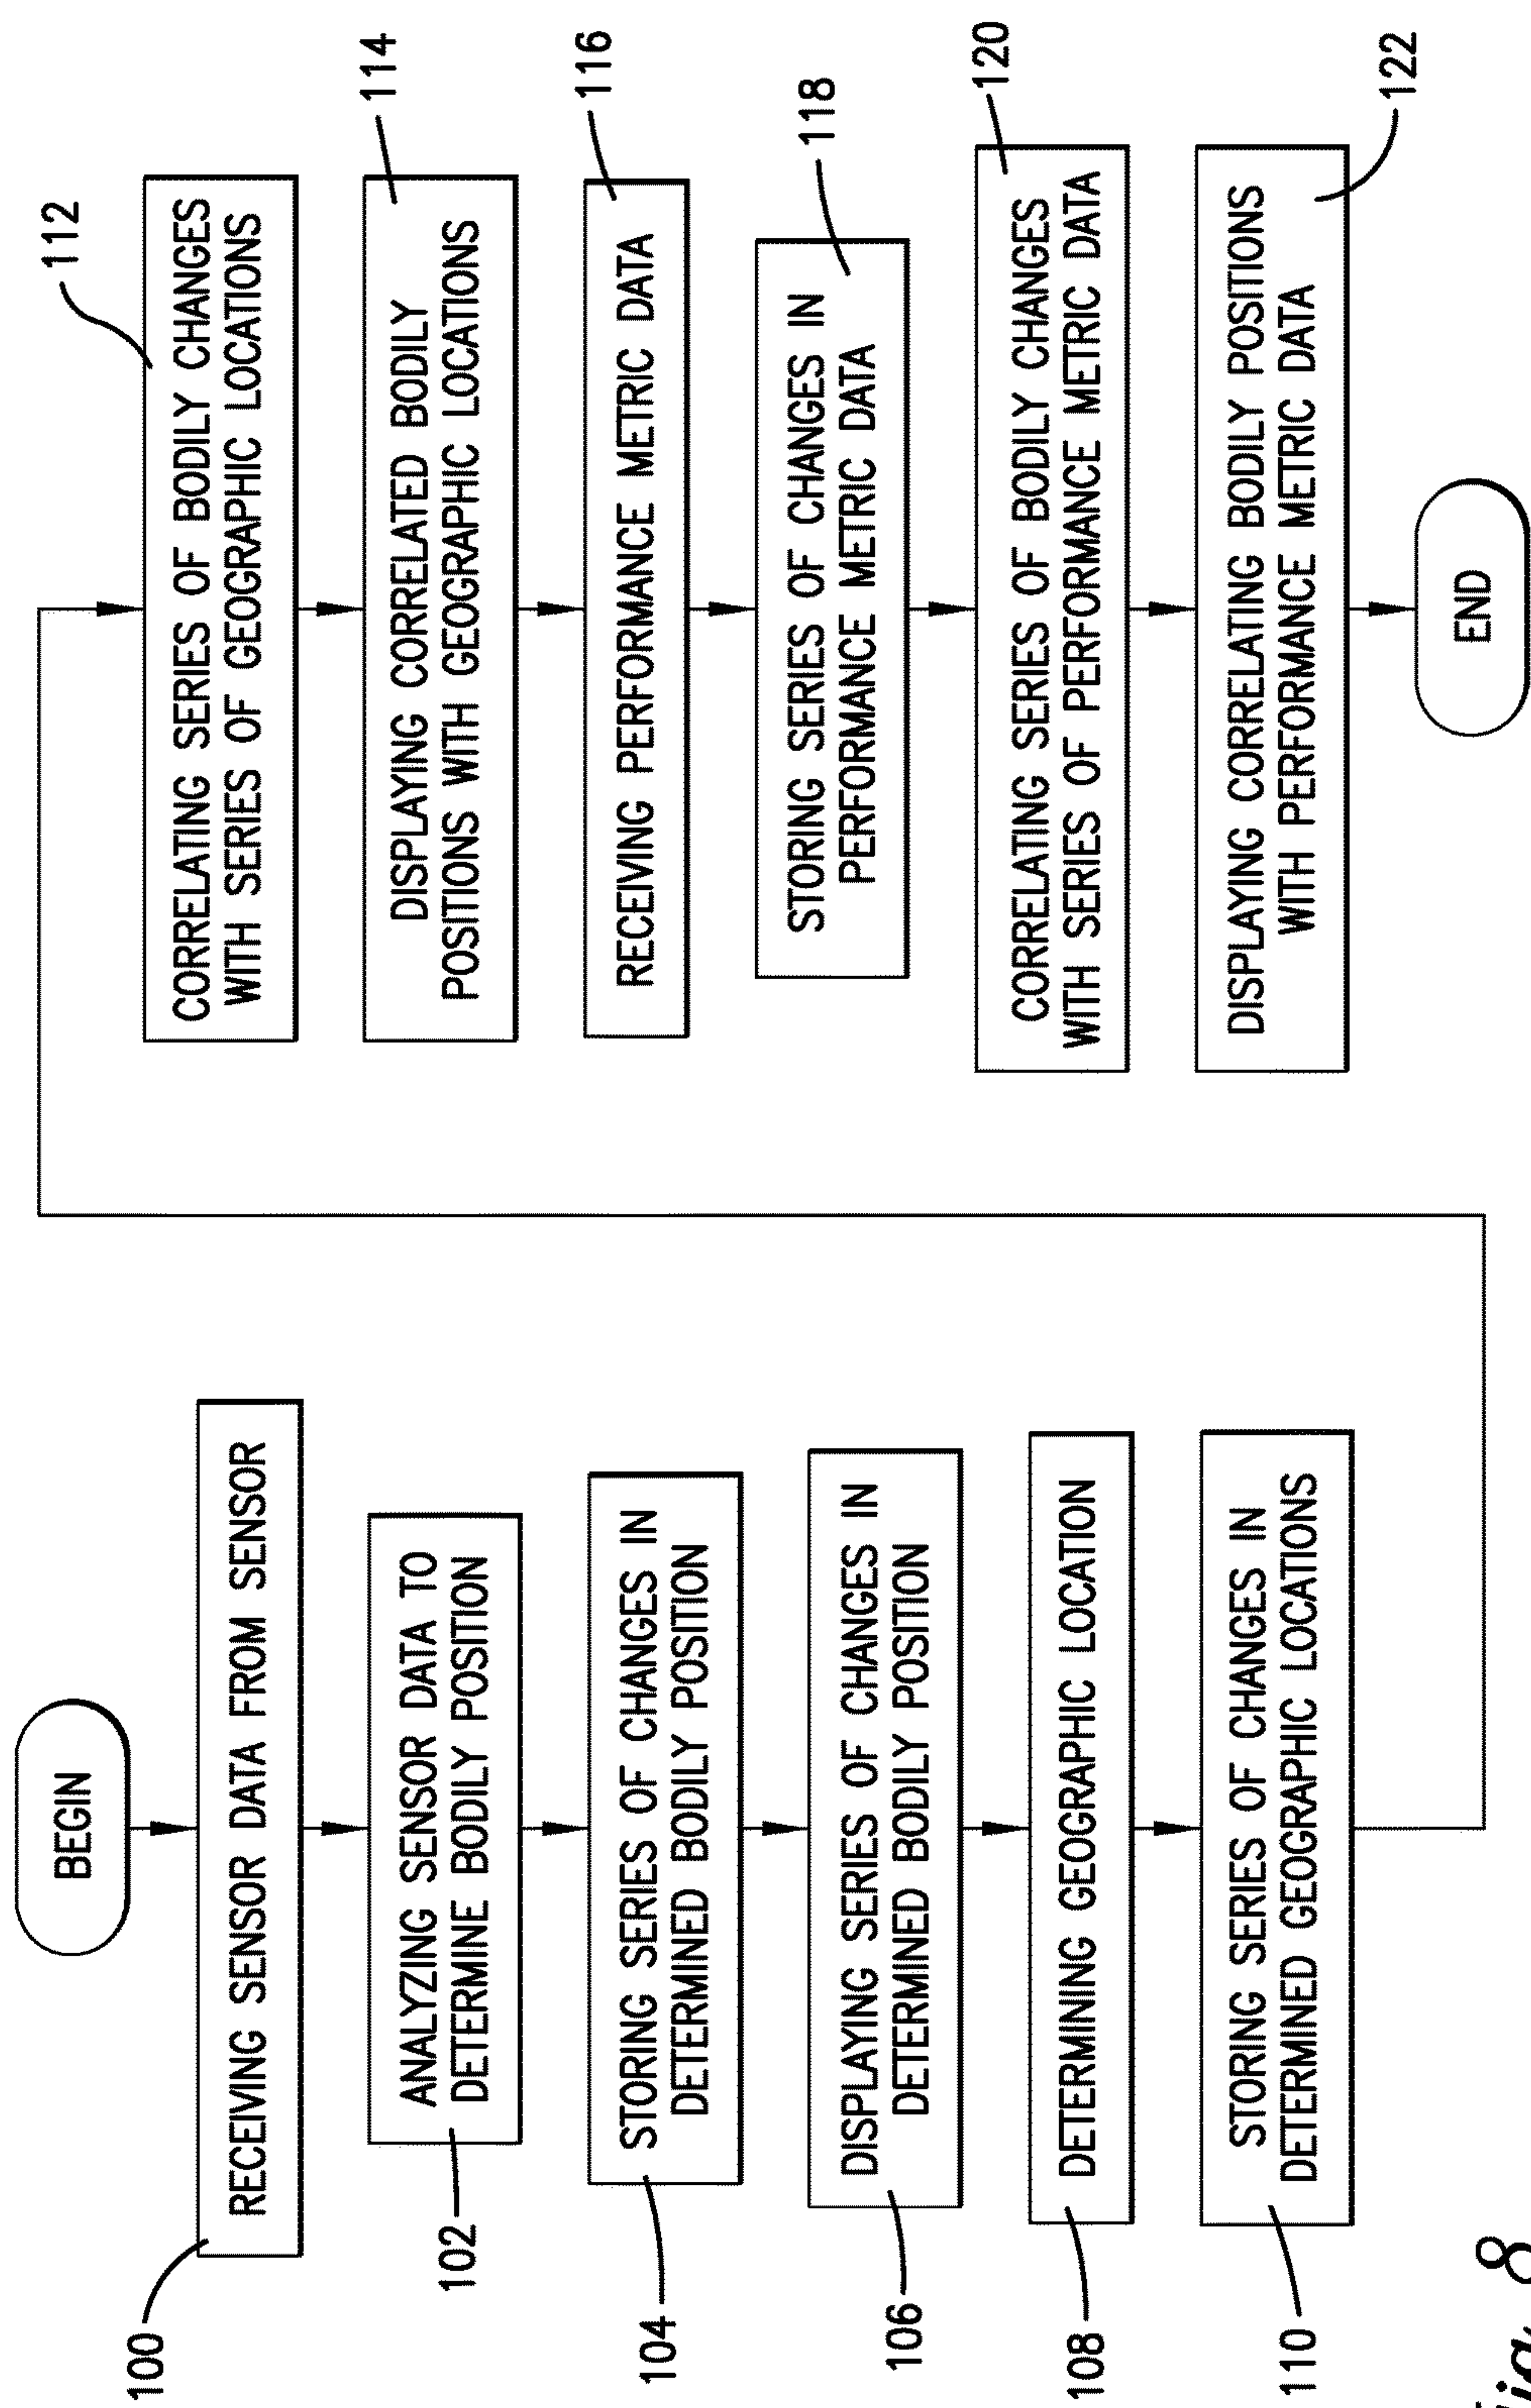 BEGIN
100
RECEIVING SENSOR DATA FROM SENSOR
102
ANALYZING SENSOR DATA TO
DETERMINE BODILY POSITION
104
STORING SERIES OF CHANGES IN
DETERMINED BODILY POSITION
106
DISPLAYING SERIES OF CHANGES IN
DETERMINED BODILY POSITION
108
DETERMINING GEOGRAPHIC LOCATION
110
STORING SERIES OF CHANGES IN
DETERMINED GEOGRAPHIC LOCATIONS
112
CORRELATING SERIES OF BODILY CHANGES
WITH SERIES OF GEOGRAPHIC LOCATIONS
114
DISPLAYING CORRELATED BODILY
POSITIONS WITH GEOGRAPHIC LOCATIONS
116
RECEIVING PERFORMANCE METRIC DATA
118
STORING SERIES OF CHANGES IN
PERFORMANCE METRIC DATA
120
CORRELATING SERIES OF BODILY CHANGES
WITH SERIES OF PERFORMANCE METRIC DATA
122
DISPLAYING CORRELATING BODILY POSITIONS
WITH PERFORMANCE METRIC DATA
END
Fig. 8